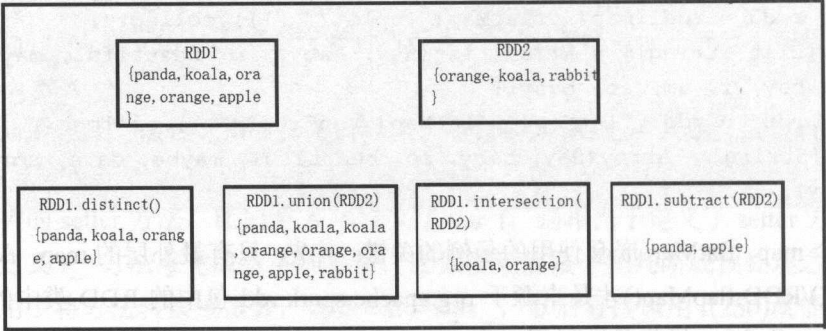 RDD1
{panda, koala, ora
nge, orange, apple
}
RDD2
{orange, koala, rabbit
}
RDD1. distinct()
{panda, koala, orang
e, apple}
RDD1. union(RDD2)
{panda, koala, koala
, orange, orange, ora
nge, apple, rabbit}
RDD1. intersection(
RDD2)
{koala, orange}
RDD1. subtract(RDD2)
{panda, apple}